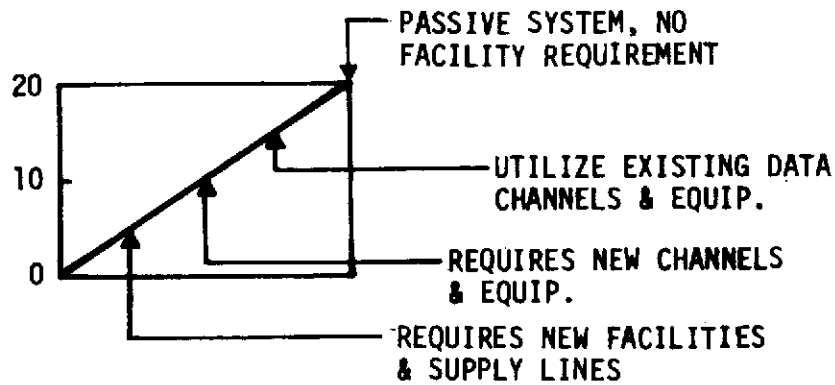 PASSIVE SYSTEM, NO
FACILITY REQUIREMENT
20
10
UTILIZE EXISTING DATA
CHANNELS & EQUIP.
0
REQUIRES NEW CHANNELS
& EQUIP.
REQUIRES NEW FACILITIES
& SUPPLY LINES